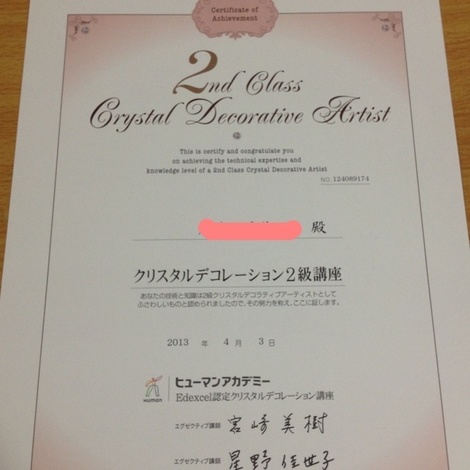 Certificate of
Achievement
2nd Class
Crystal Decorative Artist
This is certify and congratulate you
on achieving the technical expertise and
knowledge level of a 2nd Class Crystal Decorative Artist
NO. 124089174
殿
クリスタルデコレーション2級講座
あなたの技術と知識は2級クリスタルデコラティブアーティストとして
ふさわしいものと認められましたので、その努力を称え、ここに証します。
2013 年 4 月 3 日
HUMAN
ヒューマンアカデミー
Edexcel認定クリスタルデコレーション講座
エグゼクティブ講師 宮崎美樹
エグゼクティブ講師 星野佳世子